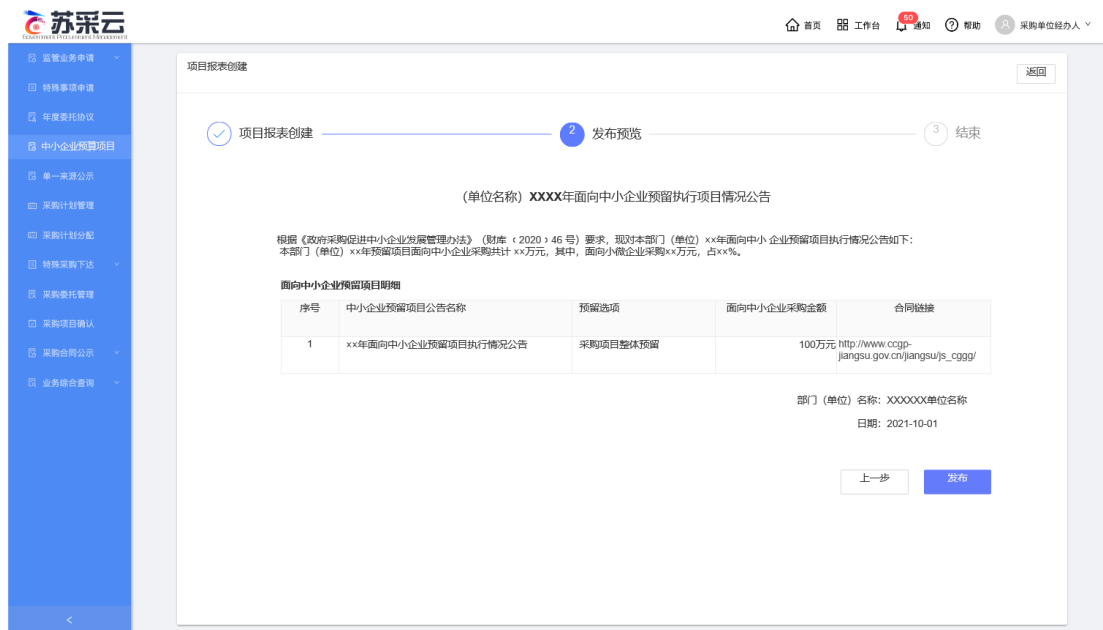 苏采云
Government Procurement Management
首页
工作台
50
通知
帮助
采购单位经办人
监管业务申请
特殊事项申请
年度委托协议
中小企业预算项目
单一来源公示
采购计划管理
采购计划分配
特殊采购下达
采购委托管理
采购项目确认
采购合同公示
业务综合查询
项目报表创建
返回
项目报表创建
2
发布预览
3
结束
(单位名称) XXXX年面向中小企业预留执行项目情况公告
根据《政府采购促进中小企业发展管理办法》(财库﹝2020﹞46 号) 要求,现对本部门 (单位) ××年面向中小 企业预留项目执行情况公告如下:
本部门 (单位) ××年预留项目面向中小企业采购共计 ××万元,其中,面向小微企业采购××万元,占××%。
面向中小企业预留项目明细
序号 中小企业预留项目公告名称 预留选项 面向中小企业采购金额 合同链接
1 ××年面向中小企业预留项目执行情况公告 采购项目整体预留 100万元 http://www.ccgp-
jiangsu.gov.cn/jiangsu/js_cggg/
部门 (单位) 名称:XXXXXX单位名称
日期:2021-10-01
上一步
发布